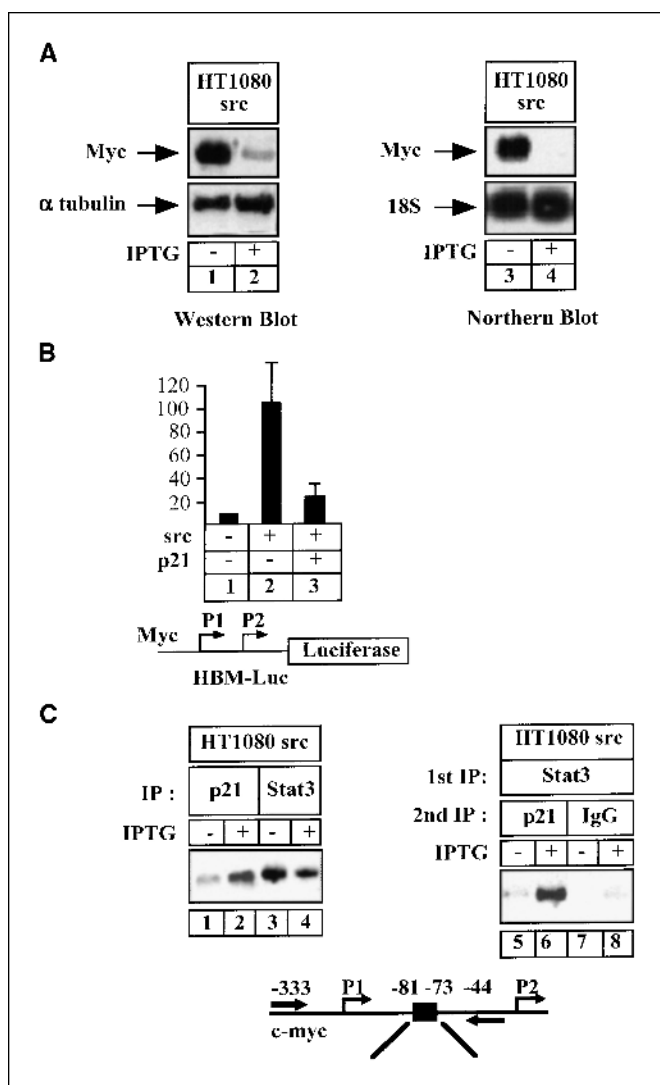 A
HT1080 src
HT1080 src
Myc
Myc
α tubulin
18S
IPTG - +
IPTG - +
1 2
3 4
Western Blot
Northern Blot
B
120
100
80
60
40
20
src - + +
p21 - - +
1 2 3
Myc P1 P2
Luciferase
HBM-Luc
C
HT1080 src
HT1080 src
1st IP: Stat3
IP : p21 Stat3
2nd IP : p21 IgG
IPTG - + - +
IPTG - + - +
1 2 3 4
5 6 7 8
-333 P1 -81 -73 -44 P2
c-myc